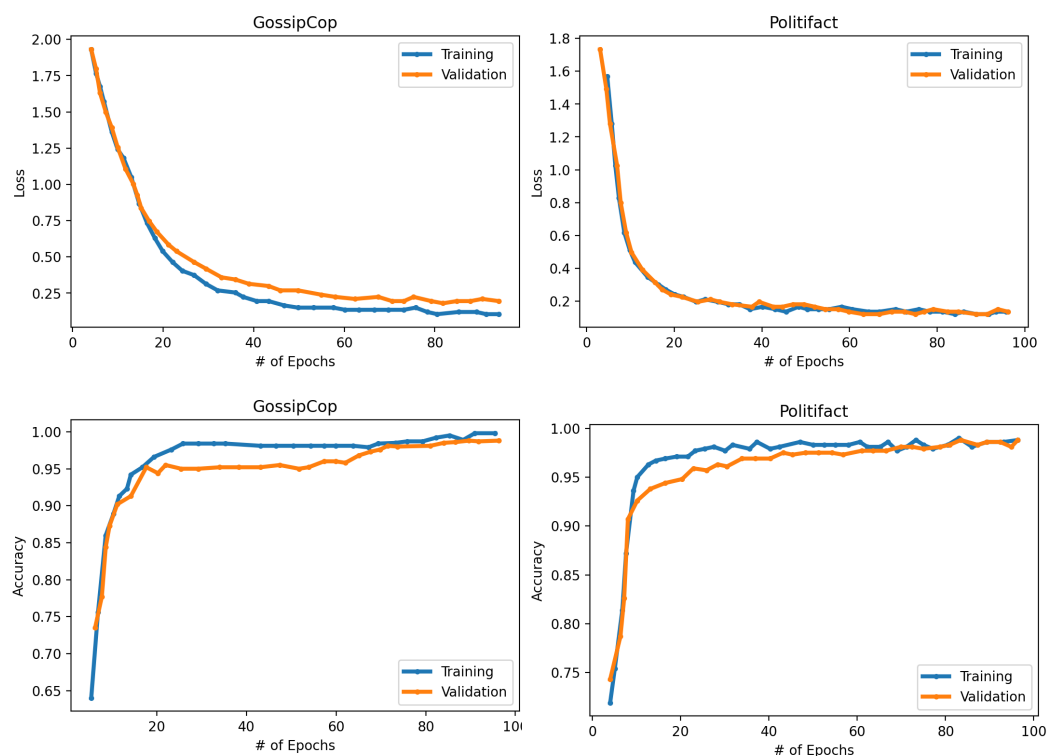 GossipCop
2.00
1.75
1.50
1.25
1.00
0.75
0.50
0.25
Loss
0 20 40 60 80
# of Epochs
Training
Validation
Politifact
1.8
1.6
1.4
1.2
1.0
0.8
0.6
0.4
0.2
Loss
0 20 40 60 80 100
# of Epochs
Training
Validation
GossipCop
1.00
0.95
0.90
0.85
0.80
0.75
0.70
0.65
Accuracy
20 40 60 80 100
# of Epochs
Training
Validation
Politifact
1.00
0.95
0.90
0.85
0.80
0.75
Accuracy
0 20 40 60 80 100
# of Epochs
Training
Validation